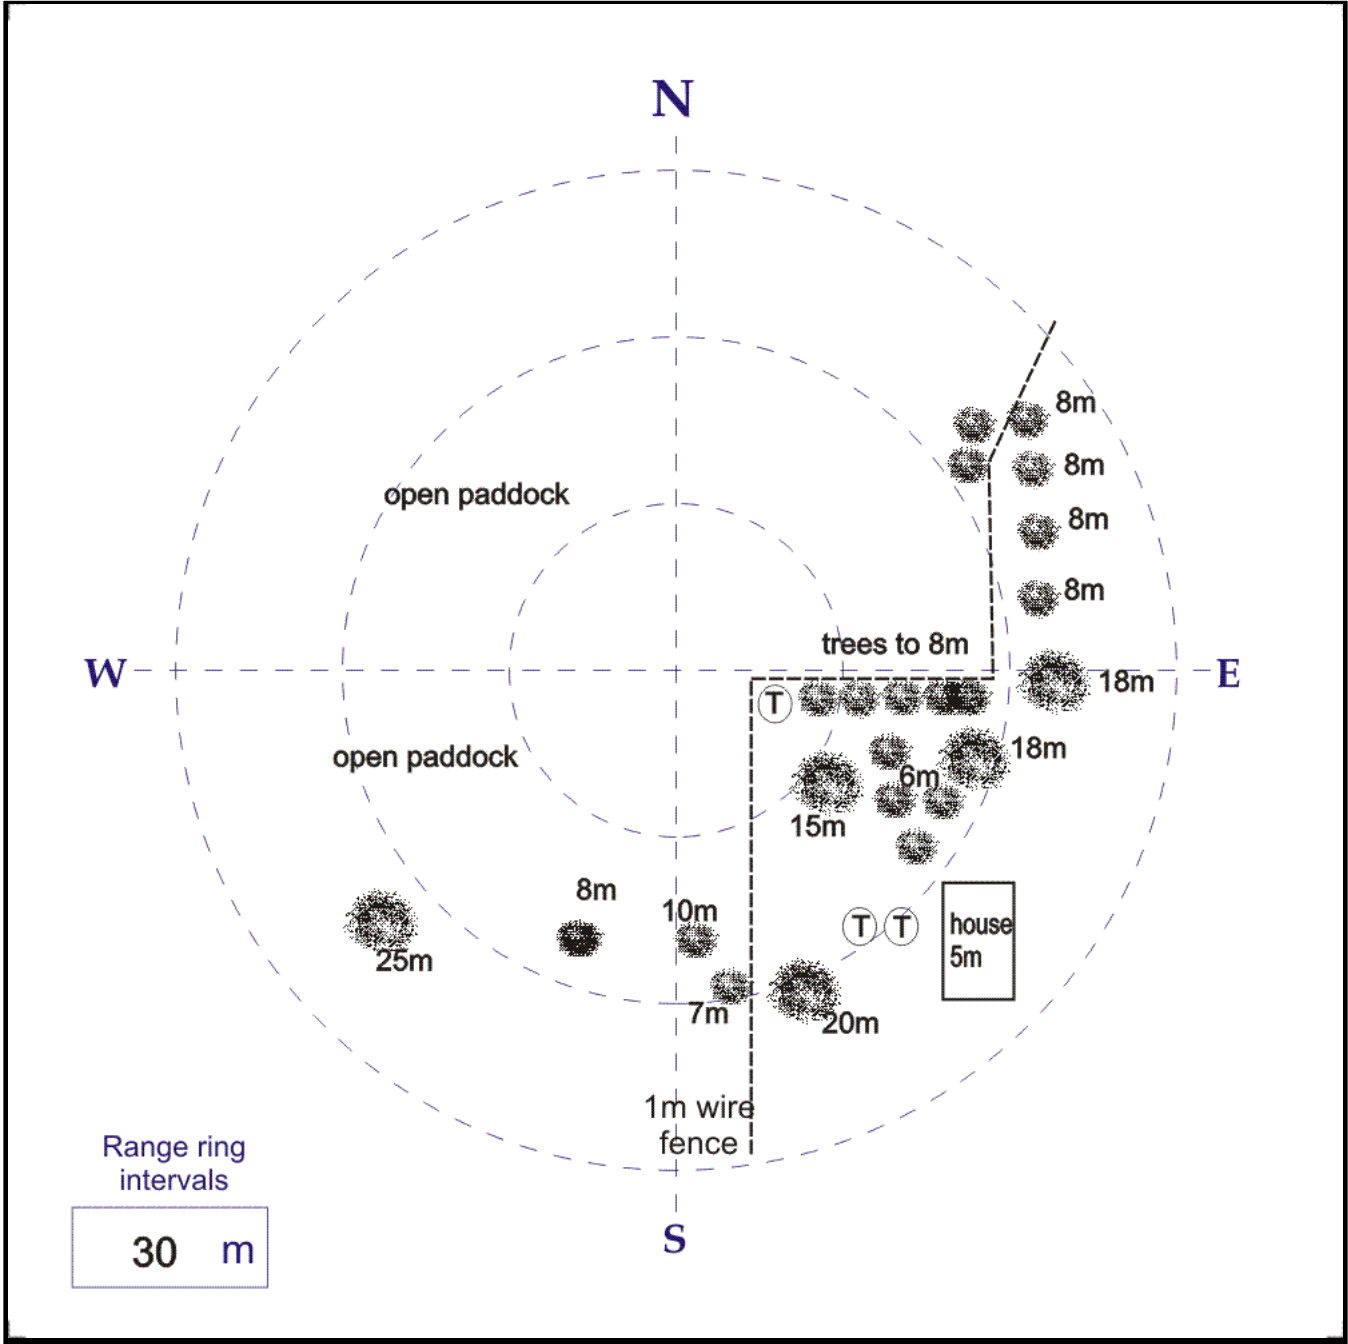 N
8m
8m
open paddock
8m
8m
trees to 8m
W
E
18m
T
18m
open paddock
6m
15m
8m
10m
T T
house
5m
25m
7m
20m
1m wire
fence
Range ring
intervals
30 m
S